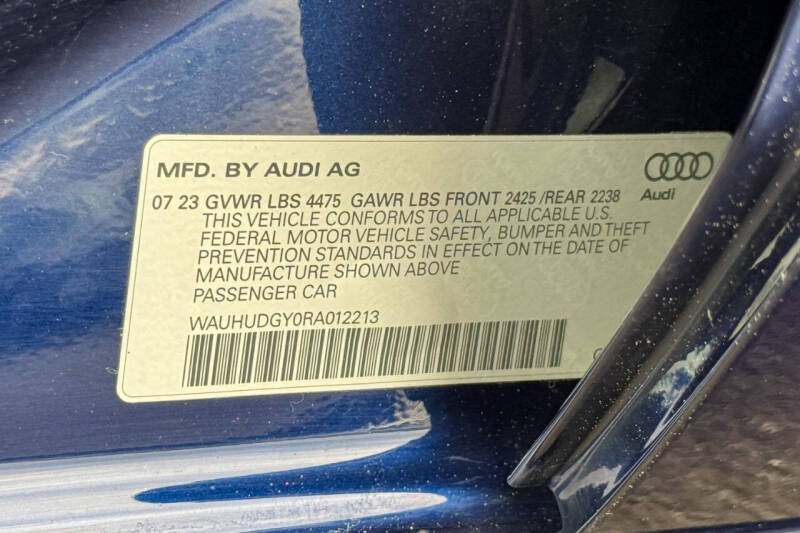 MFD. BY AUDI AG
Audi
07 23 GVWR LBS 4475 GAWR LBS FRONT 2425 /REAR 2238
THIS VEHICLE CONFORMS TO ALL APPLICABLE U.S.
FEDERAL MOTOR VEHICLE SAFETY, BUMPER AND THEFT
PREVENTION STANDARDS IN EFFECT ON THE DATE OF
MANUFACTURE SHOWN ABOVE
PASSENGER CAR
WAUHUDGY0RA012213